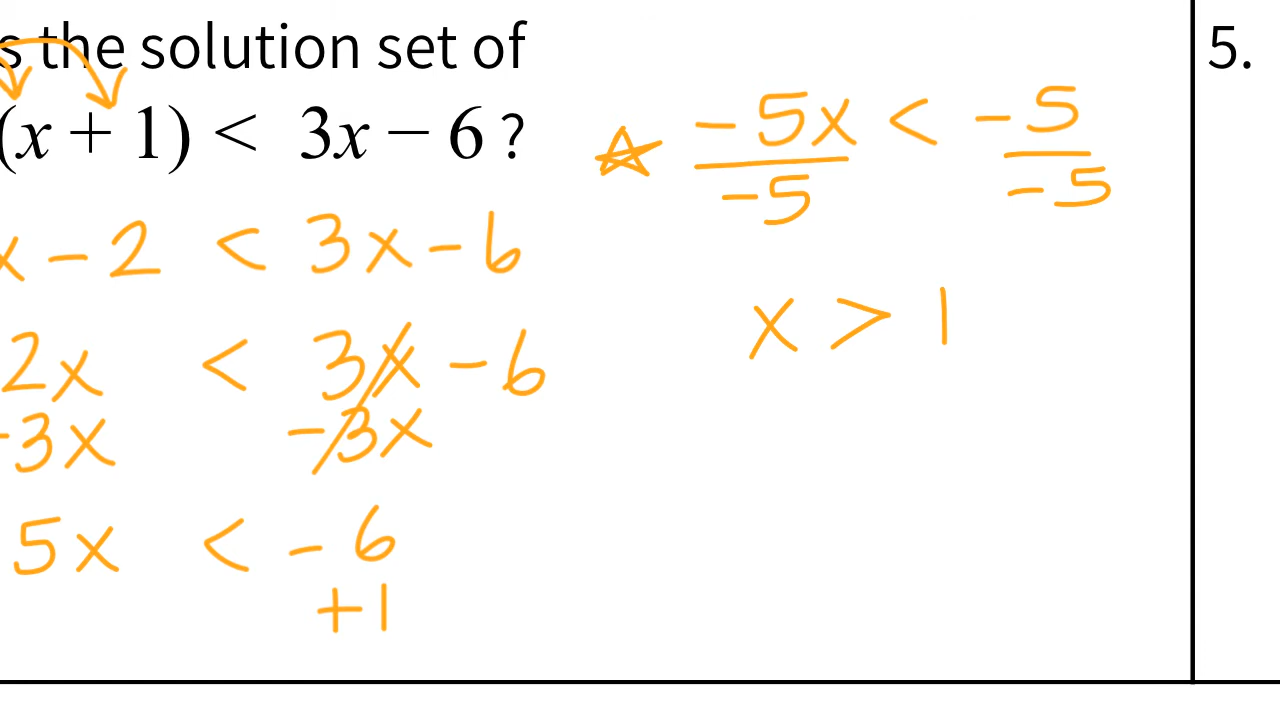 s the solution set of
(x + 1) < 3x − 6 ?
x - 2 < 3x - 6
2x < 3x - 6
-3x -3x
5x < - 6
+1
-5x < -5
-5 -5
x > 1
5.